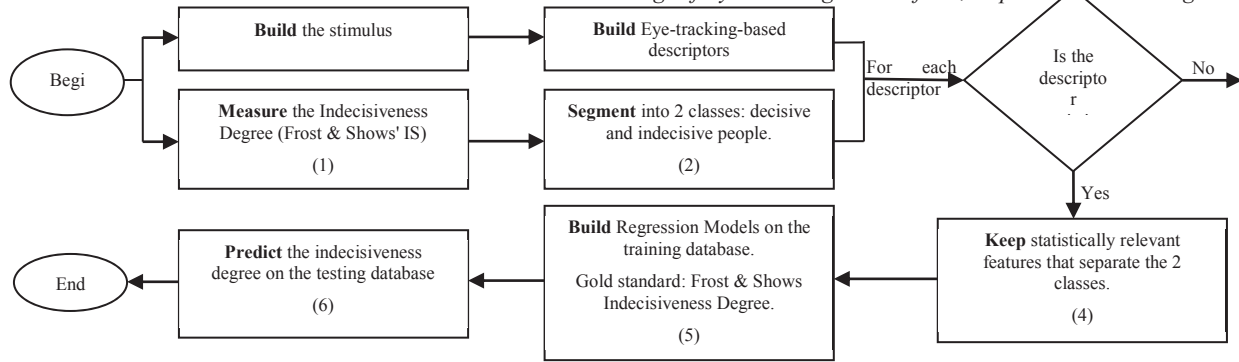 Build the stimulus
Build Eye-tracking-based
descriptors
Begi
For each
descriptor
Is the
descripto
r
No
Measure the Indecisiveness
Degree (Frost & Shows' IS)
(1)
Segment into 2 classes: decisive
and indecisive people.
(2)
Yes
Keep statistically relevant
features that separate the 2
classes.
(4)
Build Regression Models on the
training database.
Gold standard: Frost & Shows
Indecisiveness Degree.
(5)
Predict the indecisiveness
degree on the testing database
(6)
End